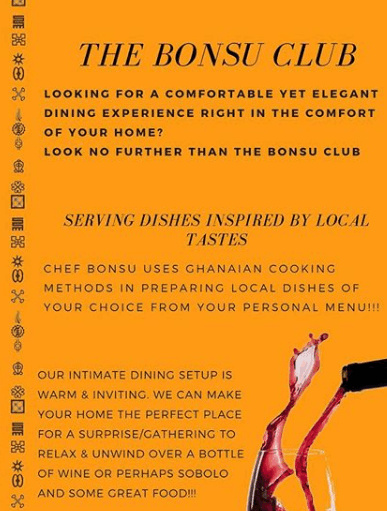 THE BONSU CLUB
LOOKING FOR A COMFORTABLE YET ELEGANT
DINING EXPERIENCE RIGHT IN THE COMFORT
OF YOUR HOME?
LOOK NO FURTHER THAN THE BONSU CLUB
SERVING DISHES INSPIRED BY LOCAL
TASTES
CHEF BONSU USES GHANAIAN COOKING
METHODS IN PREPARING LOCAL DISHES OF
YOUR CHOICE FROM YOUR PERSONAL MENU!!!
OUR INTIMATE DINING SETUP IS
WARM & INVITING. WE CAN MAKE
YOUR HOME THE PERFECT PLACE
FOR A SURPRISE/GATHERING TO
RELAX & UNWIND OVER A BOTTLE
OF WINE OR PERHAPS SOBOLO
AND SOME GREAT FOOD!!!